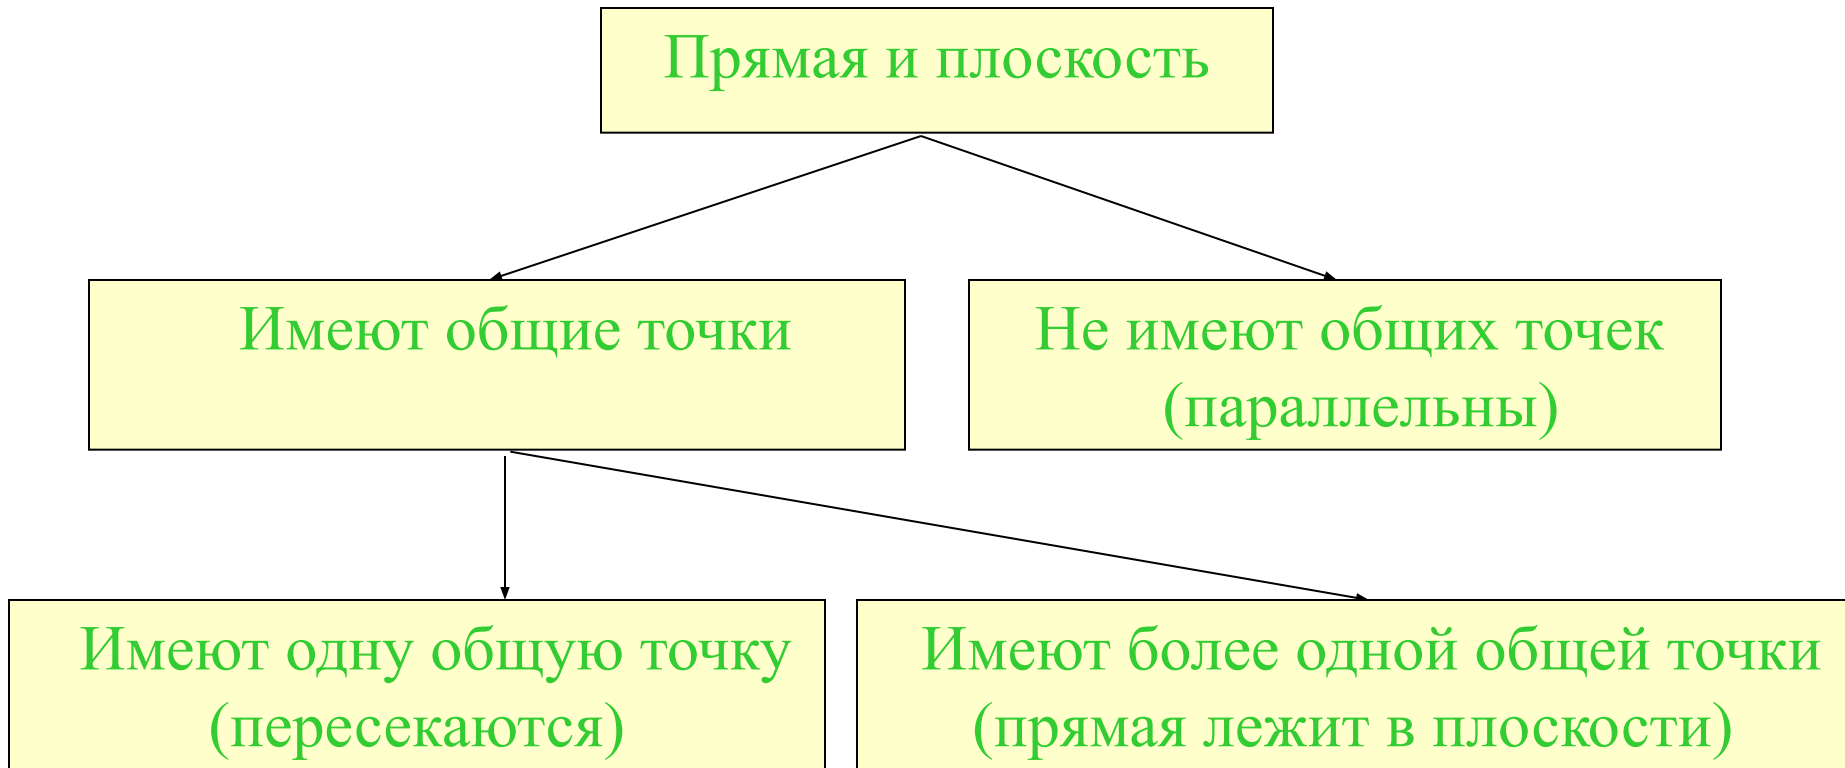 Прямая и плоскость
Имеют общие точки
Не имеют общих точек
(параллельны)
Имеют одну общую точку
(пересекаются)
Имеют более одной общей точки
(прямая лежит в плоскости)